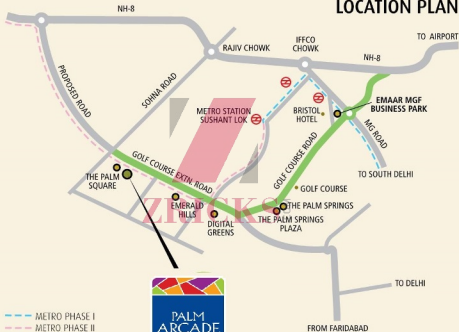 LOCATION PLAN
NH-8
TO AIRPORT
RAJIV CHOWK
IFFCO
CHOWK
NH-8
PROPOSED ROAD
SOHNA ROAD
METRO STATION
SUSHANT LOK
BRISTOL
HOTEL
EMAAR MGF
BUSINESS PARK
MG ROAD
GOLF COURSE EXTN ROAD
GOLF COURSE ROAD
TO SOUTH DELHI
THE PALM
SQUARE
GOLF COURSE
EMERALD
HILLS
THE PALM SPRINGS
THE PALM SPRINGS
PLAZA
DIGITAL
GREENS
ZRICKS
PALM
ARCADE
TO DELHI
METRO PHASE I
METRO PHASE II
FROM FARIDABAD